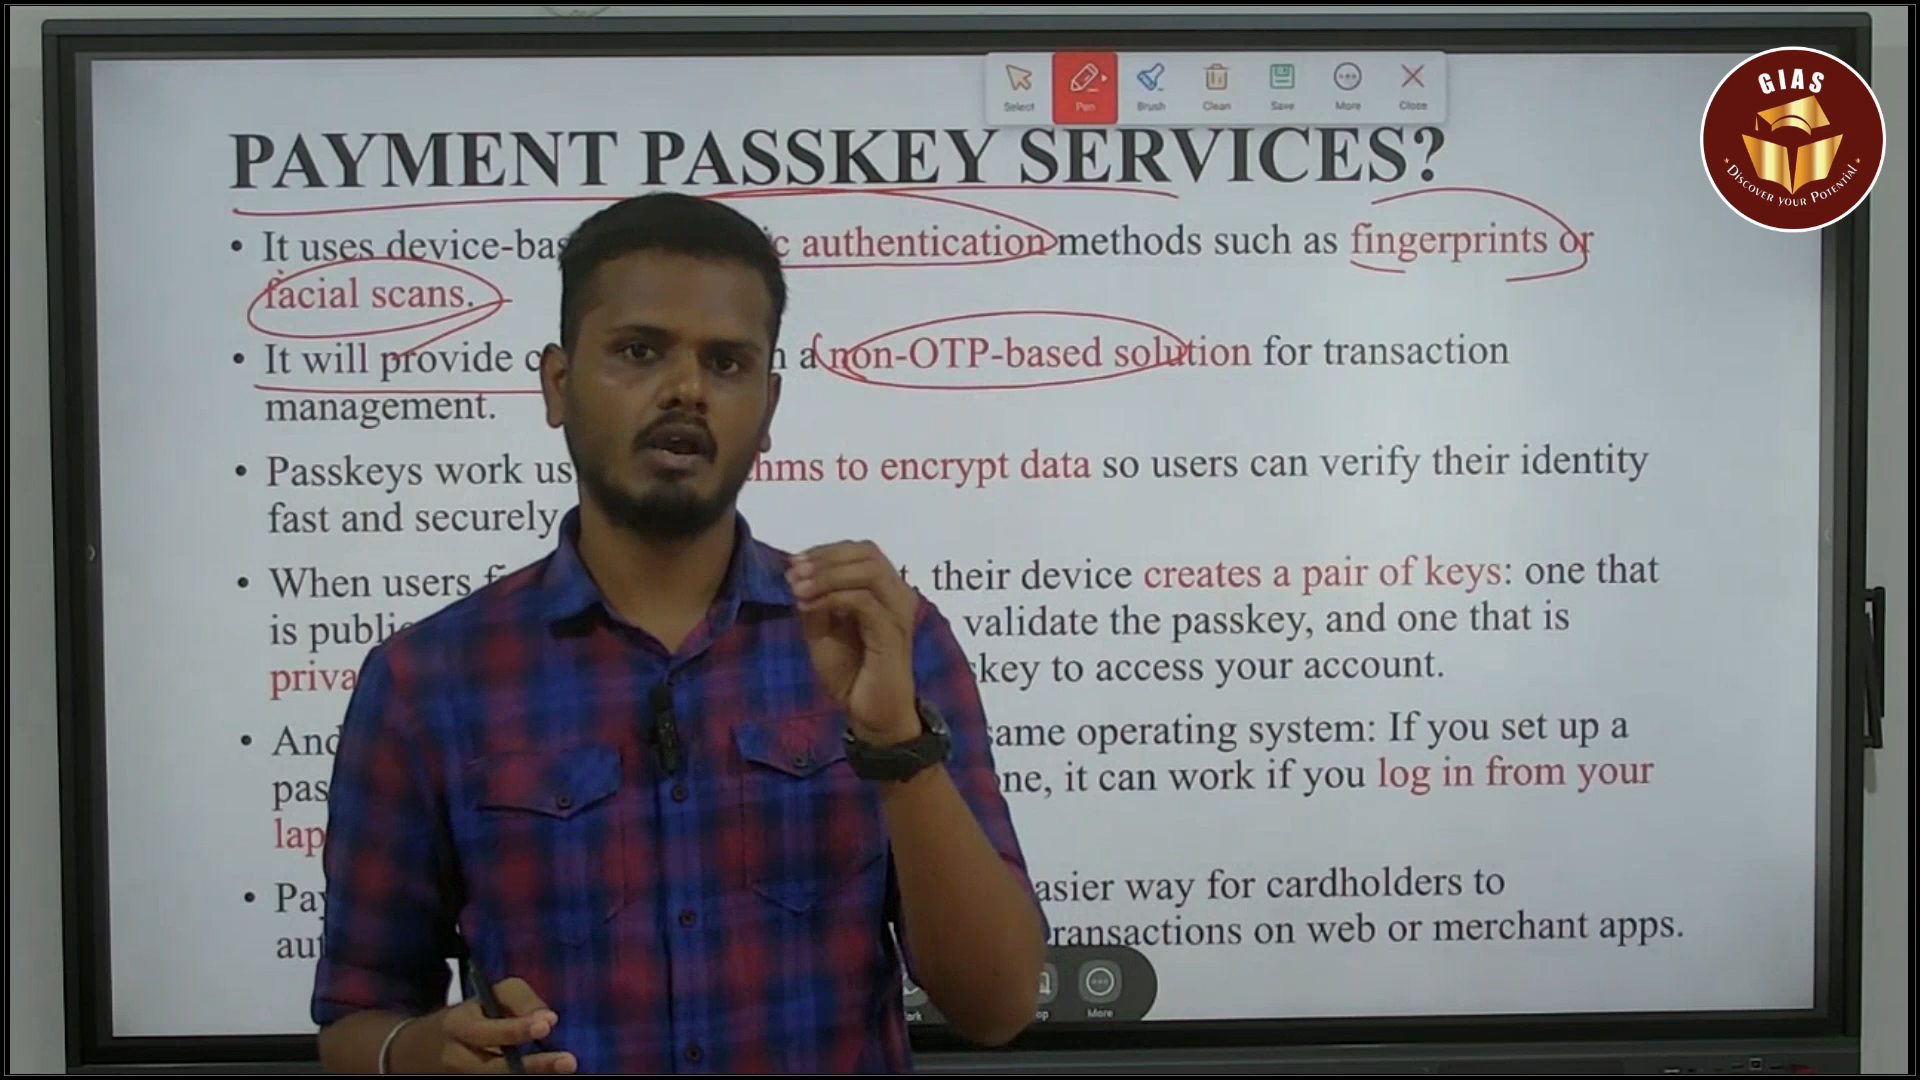 Select Pen Brush Clean Save More Close
GIAS
DISCOVER YOUR POTENTIAL
PAYMENT PASSKEY SERVICES?
• It uses device-bas c authentication methods such as fingerprints or
facial scans.
• It will provide c a non-OTP-based solution for transaction
management.
• Passkeys work us hms to encrypt data so users can verify their identity
fast and securely
• When users f t, their device creates a pair of keys: one that
is public validate the passkey, and one that is
priva key to access your account.
• And same operating system: If you set up a
pas ne, it can work if you log in from your
lap
• Pay asier way for cardholders to
aut ransactions on web or merchant apps.
More